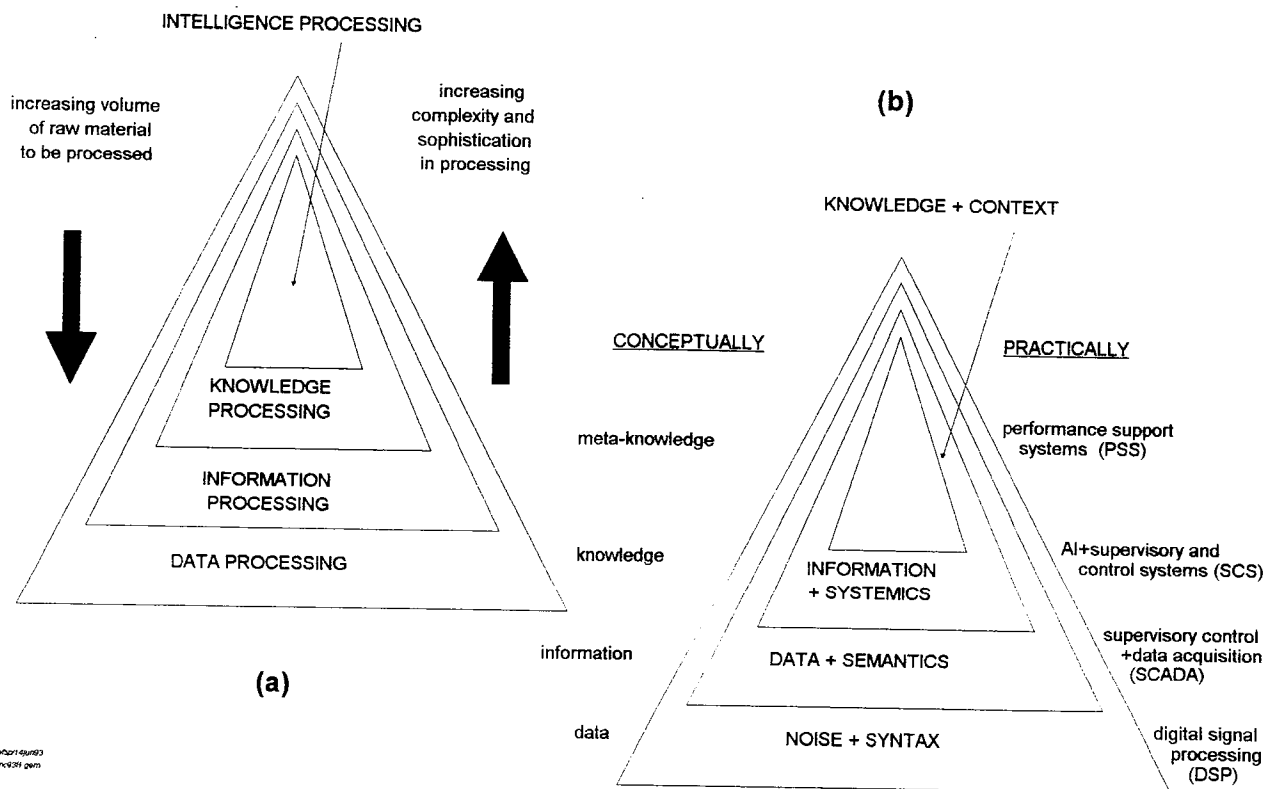 INTELLIGENCE PROCESSING
increasing volume
of raw material
to be processed
increasing
complexity and
sophistication
in processing
KNOWLEDGE
PROCESSING
INFORMATION
PROCESSING
DATA PROCESSING
(a)
(b)
KNOWLEDGE + CONTEXT
CONCEPTUALLY
PRACTICALLY
meta-knowledge
performance support
systems (PSS)
knowledge
AI+supervisory and
control systems (SCS)
INFORMATION
+ SYSTEMICS
information
supervisory control
+data acquisition
(SCADA)
DATA + SEMANTICS
data
NOISE + SYNTAX
digital signal
processing
(DSP)